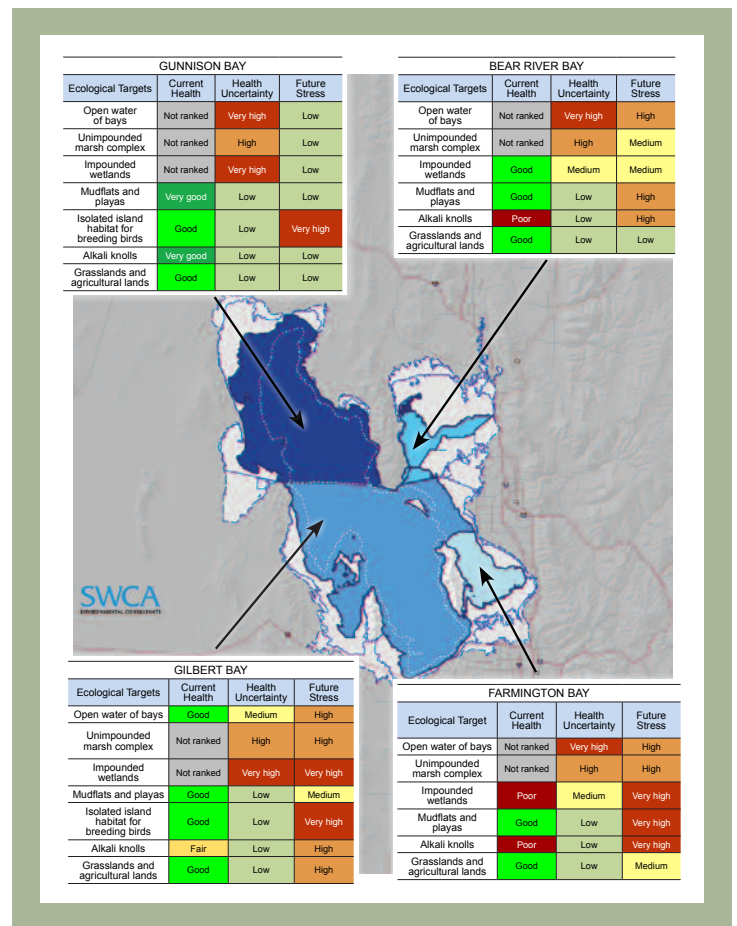 GUNNISON BAY
Ecological Targets Current Health Health Uncertainty Future Stress
Open water of bays Not ranked Very high Low
Unimpounded marsh complex Not ranked High Low
Impounded wetlands Not ranked Very high Low
Mudflats and playas Very good Low Low
Isolated island habitat for breeding birds Good Low Very high
Alkali knolls Very good Low Low
Grasslands and agricultural lands Good Low Low
BEAR RIVER BAY
Ecological Targets Current Health Health Uncertainty Future Stress
Open water of bays Not ranked Very high High
Unimpounded marsh complex Not ranked High Medium
Impounded wetlands Good Medium Medium
Mudflats and playas Good Low High
Alkali knolls Poor Low High
Grasslands and agricultural lands Good Low Low
SWCA
ENVIRONMENTAL CONSULTANTS
GILBERT BAY
Ecological Targets Current Health Health Uncertainty Future Stress
Open water of bays Good Medium High
Unimpounded marsh complex Not ranked High High
Impounded wetlands Not ranked Very high Very high
Mudflats and playas Good Low Medium
Isolated island habitat for breeding birds Good Low Very high
Alkali knolls Fair Low High
Grasslands and agricultural lands Good Low High
FARMINGTON BAY
Ecological Target Current Health Health Uncertainty Future Stress
Open water of bays Not ranked Very high High
Unimpounded marsh complex Not ranked High High
Impounded wetlands Poor Medium Very high
Mudflats and playas Good Low Very high
Alkali knolls Poor Low Very high
Grasslands and agricultural lands Good Low Medium